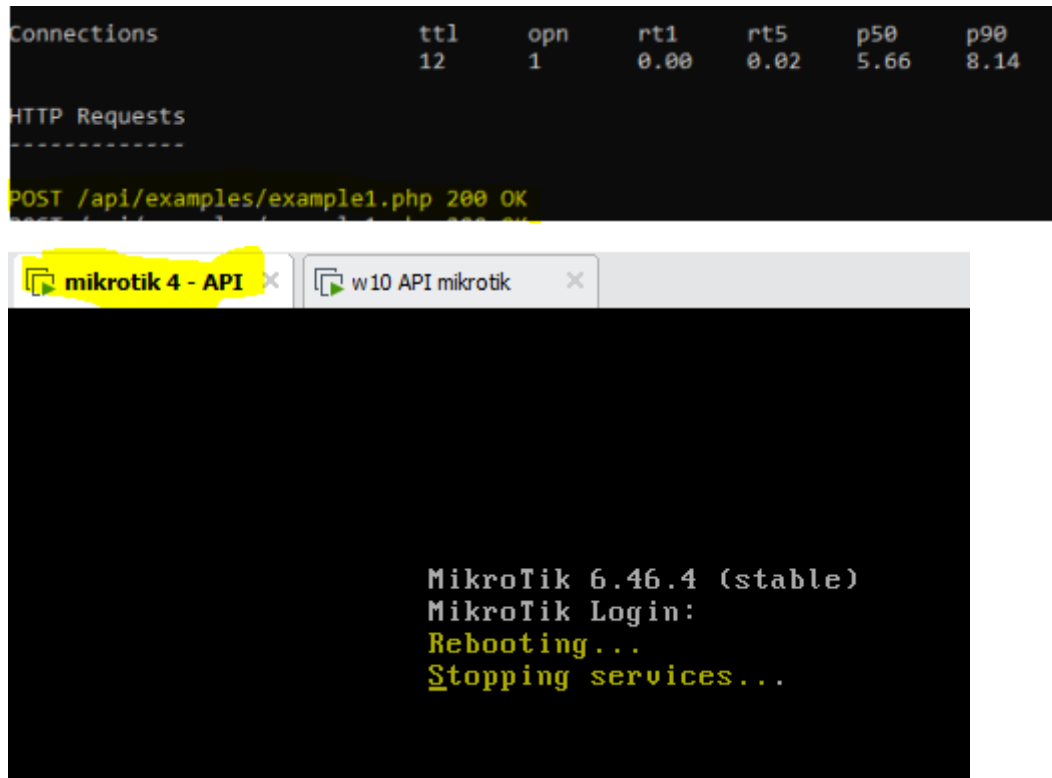 Connections ttl opn rt1 rt5 p50 p90
12 1 0.00 0.02 5.66 8.14
HTTP Requests
-------------
POST /api/examples/example1.php 200 OK
mikrotik 4 - API w10 API mikrotik
MikroTik 6.46.4 (stable)
MikroTik Login:
Rebooting...
Stopping services...